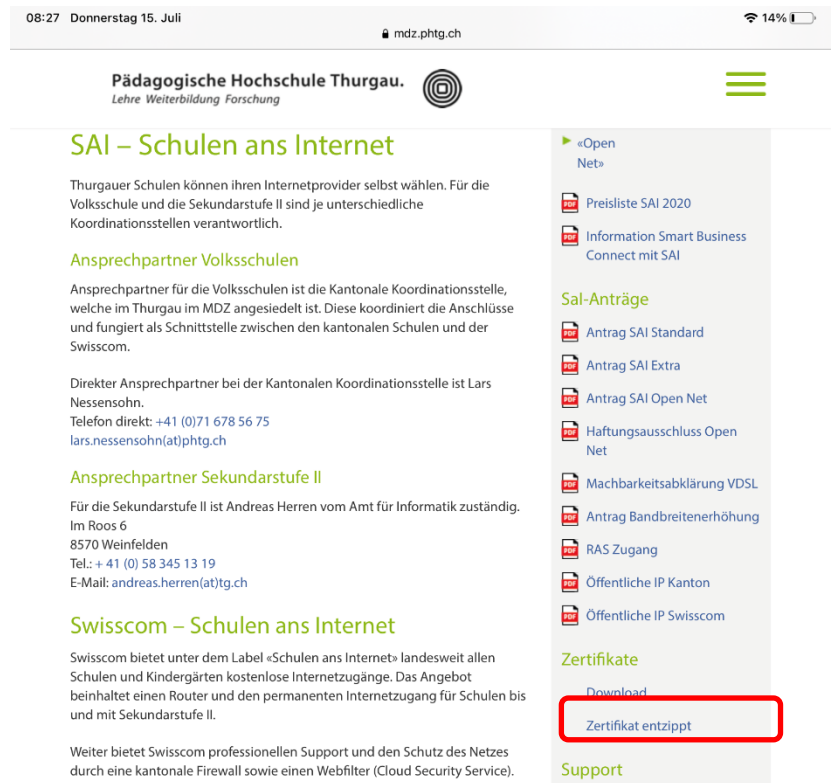 08:27 Donnerstag 15. Juli
14%
mdz.phtg.ch
Pädagogische Hochschule Thurgau.
Lehre Weiterbildung Forschung
SAI – Schulen ans Internet
Thurgauer Schulen können ihren Internetprovider selbst wählen. Für die
Volksschule und die Sekundarstufe II sind je unterschiedliche
Koordinationsstellen verantwortlich.
Ansprechpartner Volksschulen
Ansprechpartner für die Volksschulen ist die Kantonale Koordinationsstelle,
welche im Thurgau im MDZ angesiedelt ist. Diese koordiniert die Anschlüsse
und fungiert als Schnittstelle zwischen den kantonalen Schulen und der
Swisscom.
Direkter Ansprechpartner bei der Kantonalen Koordinationsstelle ist Lars
Nessensohn.
Telefon direkt: +41 (0)71 678 56 75
lars.nessensohn(at)phtg.ch
Ansprechpartner Sekundarstufe II
Für die Sekundarstufe II ist Andreas Herren vom Amt für Informatik zuständig.
Im Roos 6
8570 Weinfelden
Tel.: + 41 (0) 58 345 13 19
E-Mail: andreas.herren(at)tg.ch
Swisscom – Schulen ans Internet
Swisscom bietet unter dem Label «Schulen ans Internet» landesweit allen
Schulen und Kindergärten kostenlose Internetzugänge. Das Angebot
beinhaltet einen Router und den permanenten Internetzugang für Schulen bis
und mit Sekundarstufe II.
Weiter bietet Swisscom professionellen Support und den Schutz des Netzes
durch eine kantonale Firewall sowie einen Webfilter (Cloud Security Service).
«Open
Net»
PDF Preisliste SAI 2020
PDF Information Smart Business
Connect mit SAI
SaI-Anträge
PDF Antrag SAI Standard
PDF Antrag SAI Extra
PDF Antrag SAI Open Net
PDF Haftungsausschluss Open
Net
PDF Machbarkeitsabklärung VDSL
PDF Antrag Bandbreitenerhöhung
PDF RAS Zugang
PDF Öffentliche IP Kanton
PDF Öffentliche IP Swisscom
Zertifikate
Download
Zertifikat entzippt
Support